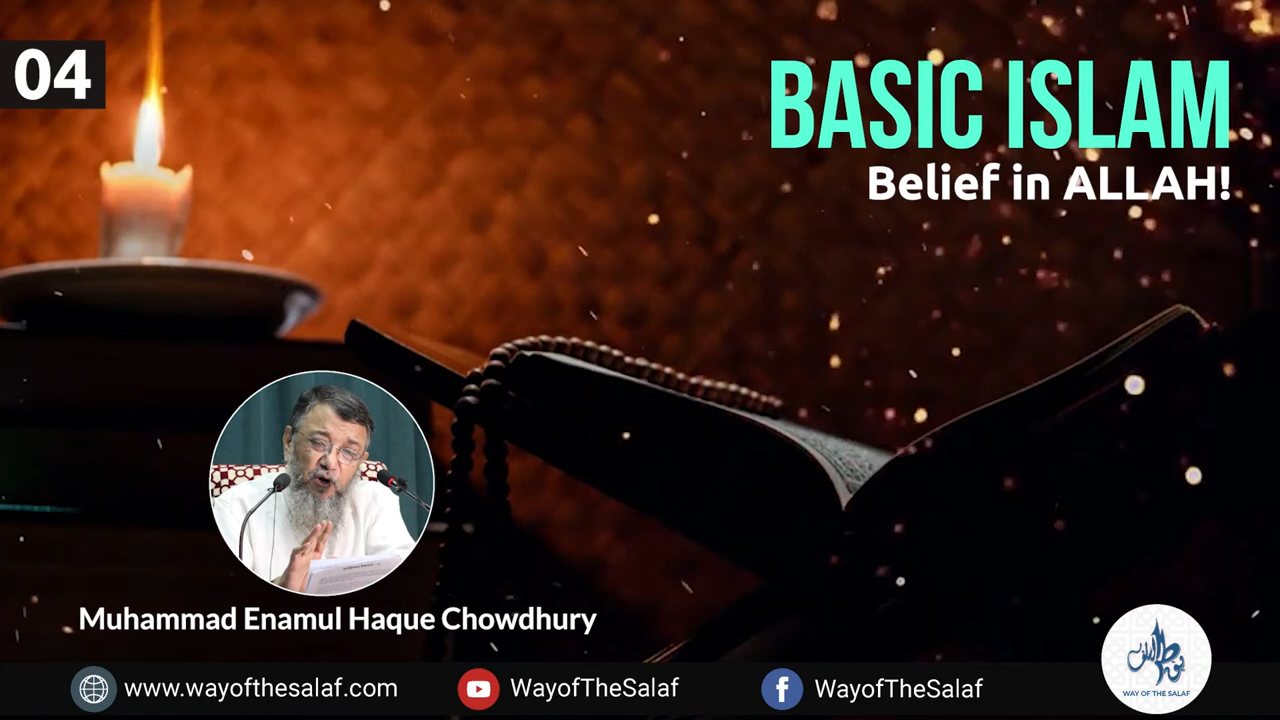 04
BASIC ISLAM
Belief in ALLAH!
Muhammad Enamul Haque Chowdhury
www.wayofthesalaf.com
WayofTheSalaf
WayofTheSalaf
WAY OF THE SALAF